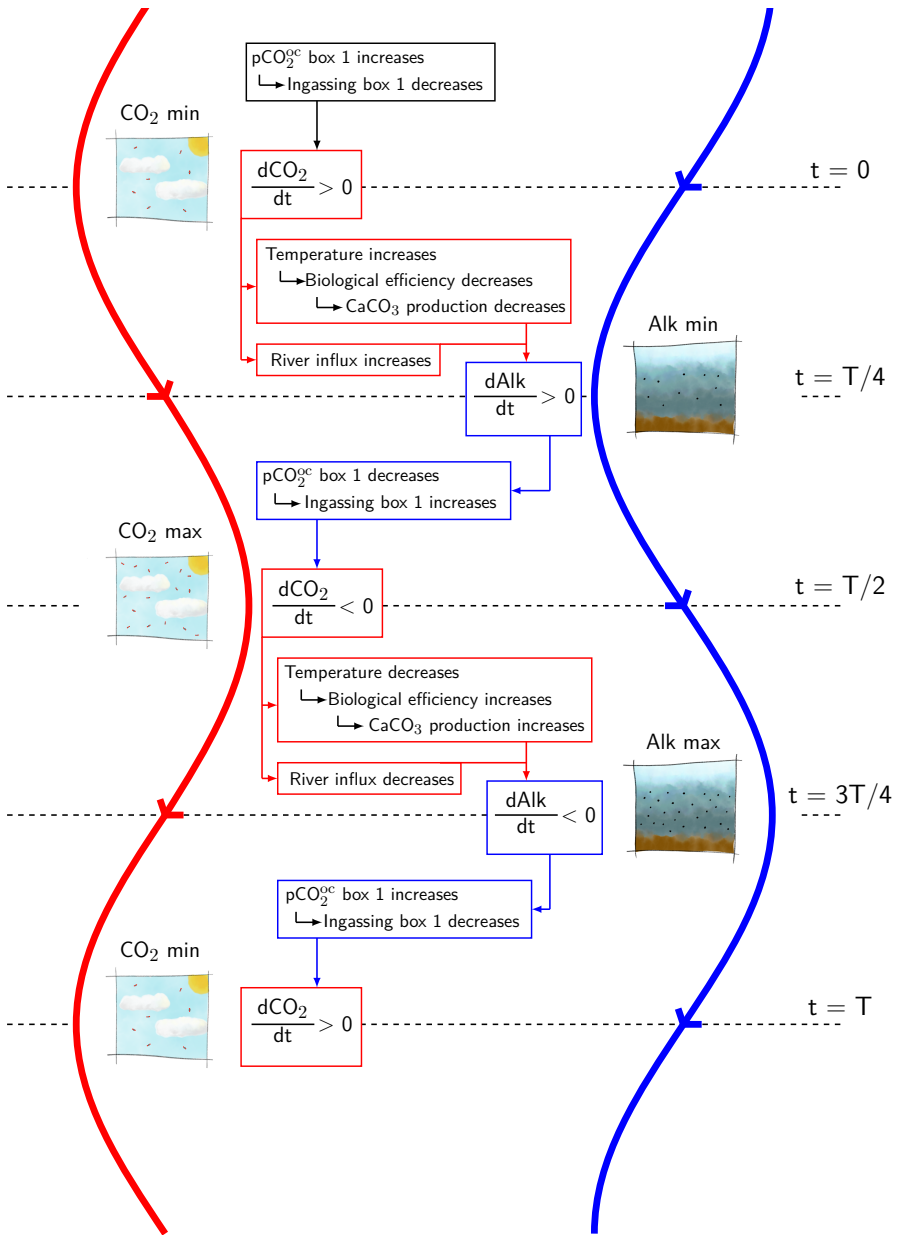 pCO₂ᵒᶜ box 1 increases
Ingassing box 1 decreases
CO₂ min
dCO₂
dt
> 0
t = 0
Temperature increases
Biological efficiency decreases
CaCO₃ production decreases
Alk min
River influx increases
dAlk
dt
> 0
t = T/4
pCO₂ᵒᶜ box 1 decreases
Ingassing box 1 increases
CO₂ max
dCO₂
dt
< 0
t = T/2
Temperature decreases
Biological efficiency increases
CaCO₃ production increases
Alk max
River influx decreases
dAlk
dt
< 0
t = 3T/4
pCO₂ᵒᶜ box 1 increases
Ingassing box 1 decreases
CO₂ min
dCO₂
dt
> 0
t = T